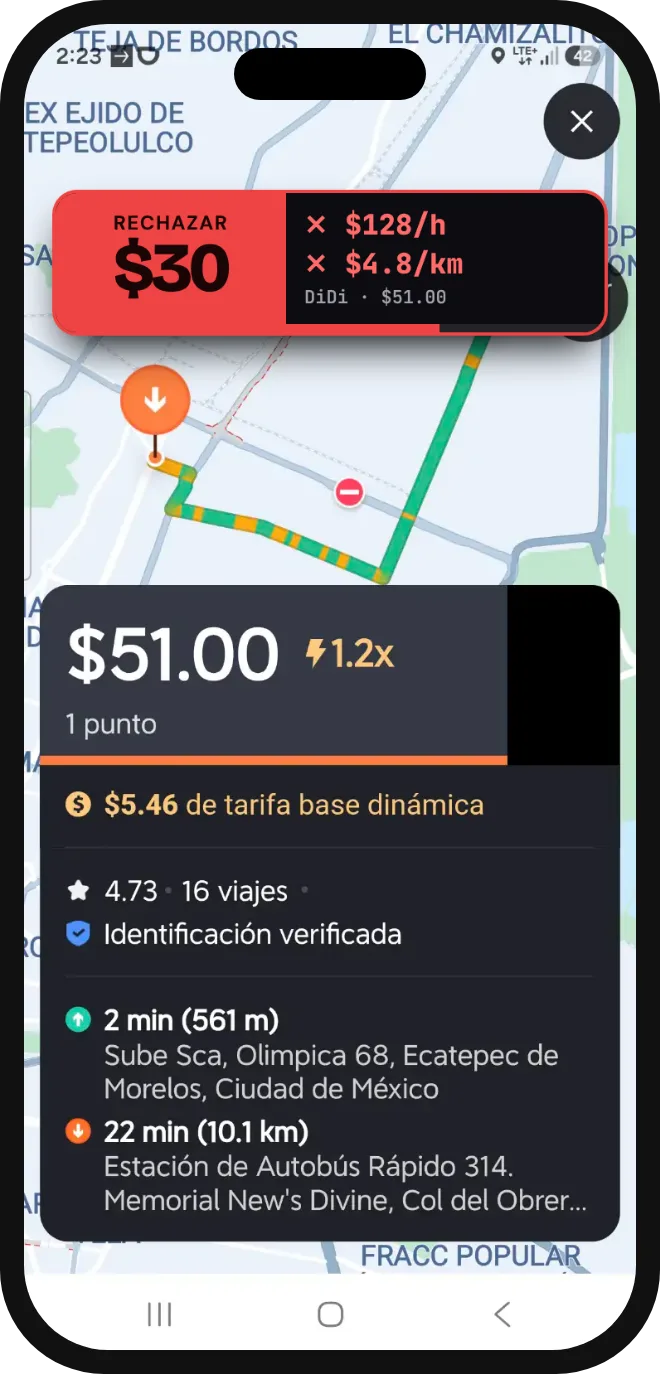 TEJA DE BORDOS
EL CHAMIZALITO
2:23
LTE+
42
EX EJIDO DE
TEPEOLULCO
RECHAZAR
$30
× $128/h
× $4.8/km
DiDi · $51.00
$51.00
1.2x
1 punto
$5.46 de tarifa base dinámica
4.73 · 16 viajes ·
Identificación verificada
2 min (561 m)
Sube Sca, Olimpica 68, Ecatepec de
Morelos, Ciudad de México
22 min (10.1 km)
Estación de Autobús Rápido 314.
Memorial New's Divine, Col del Obrer...
FRACC POPULAR